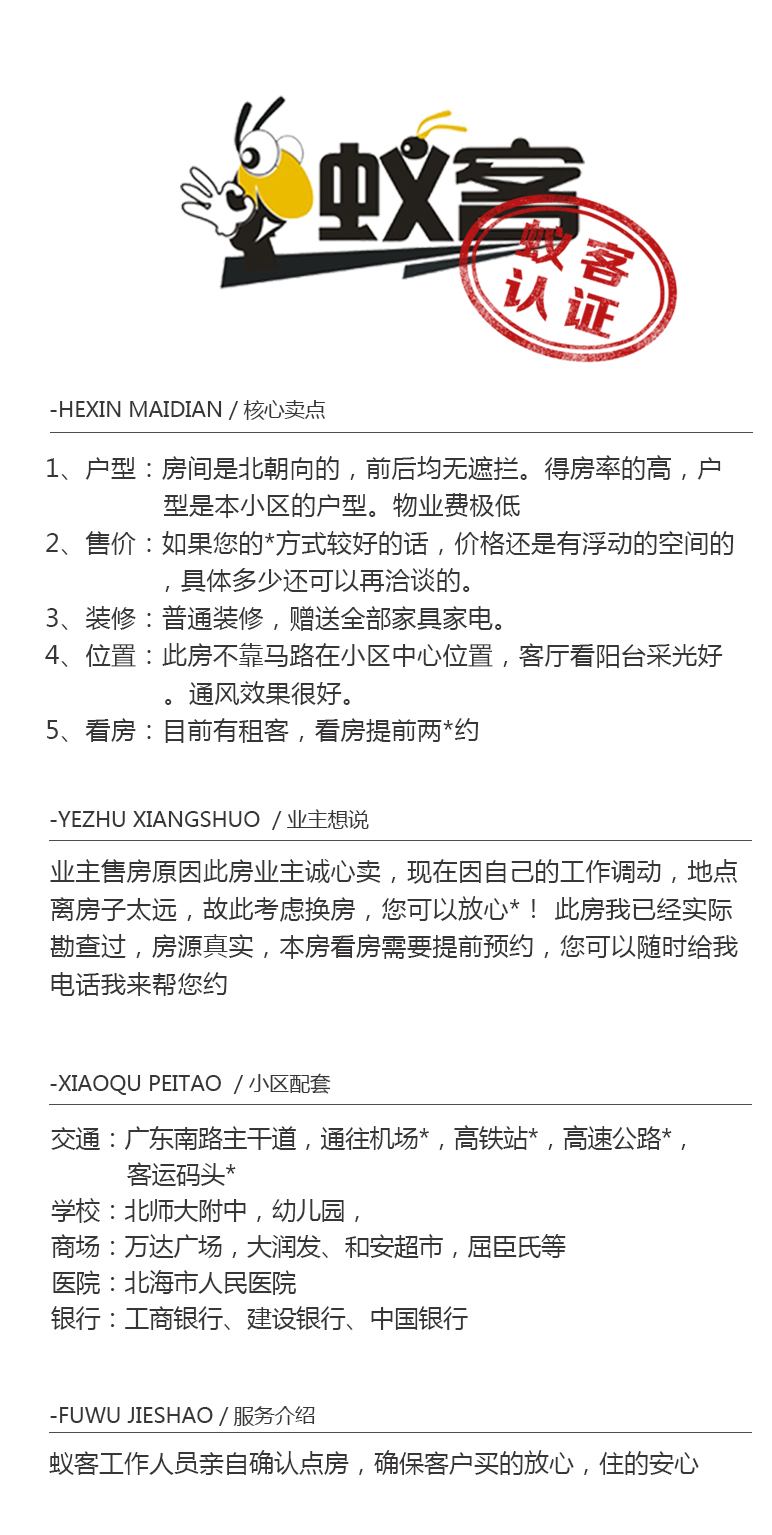 蚁客
蚁客
认证
-HEXIN MAIDIAN / 核心卖点
1、户型：房间是北朝向的，前后均无遮拦。得房率的高，户
型是本小区的户型。物业费极低
2、售价：如果您的*方式较好的话，价格还是有浮动的空间的
，具体多少还可以再洽谈的。
3、装修：普通装修，赠送全部家具家电。
4、位置：此房不靠马路在小区中心位置，客厅看阳台采光好
。通风效果很好。
5、看房：目前有租客，看房提前两*约
-YEZHU XIANGSHUO / 业主想说
业主售房原因此房业主诚心卖，现在因自己的工作调动，地点
离房子太远，故此考虑换房，您可以放心*！ 此房我已经实际
勘查过，房源真实，本房看房需要提前预约，您可以随时给我
电话我来帮您约
-XIAOQU PEITAO / 小区配套
交通：广东南路主干道，通往机场*，高铁站*，高速公路*，
客运码头*
学校：北师大附中，幼儿园，
商场：万达广场，大润发、和安超市，屈臣氏等
医院：北海市人民医院
银行：工商银行、建设银行、中国银行
-FUWU JIESHAO / 服务介绍
蚁客工作人员亲自确认点房，确保客户买的放心，住的安心